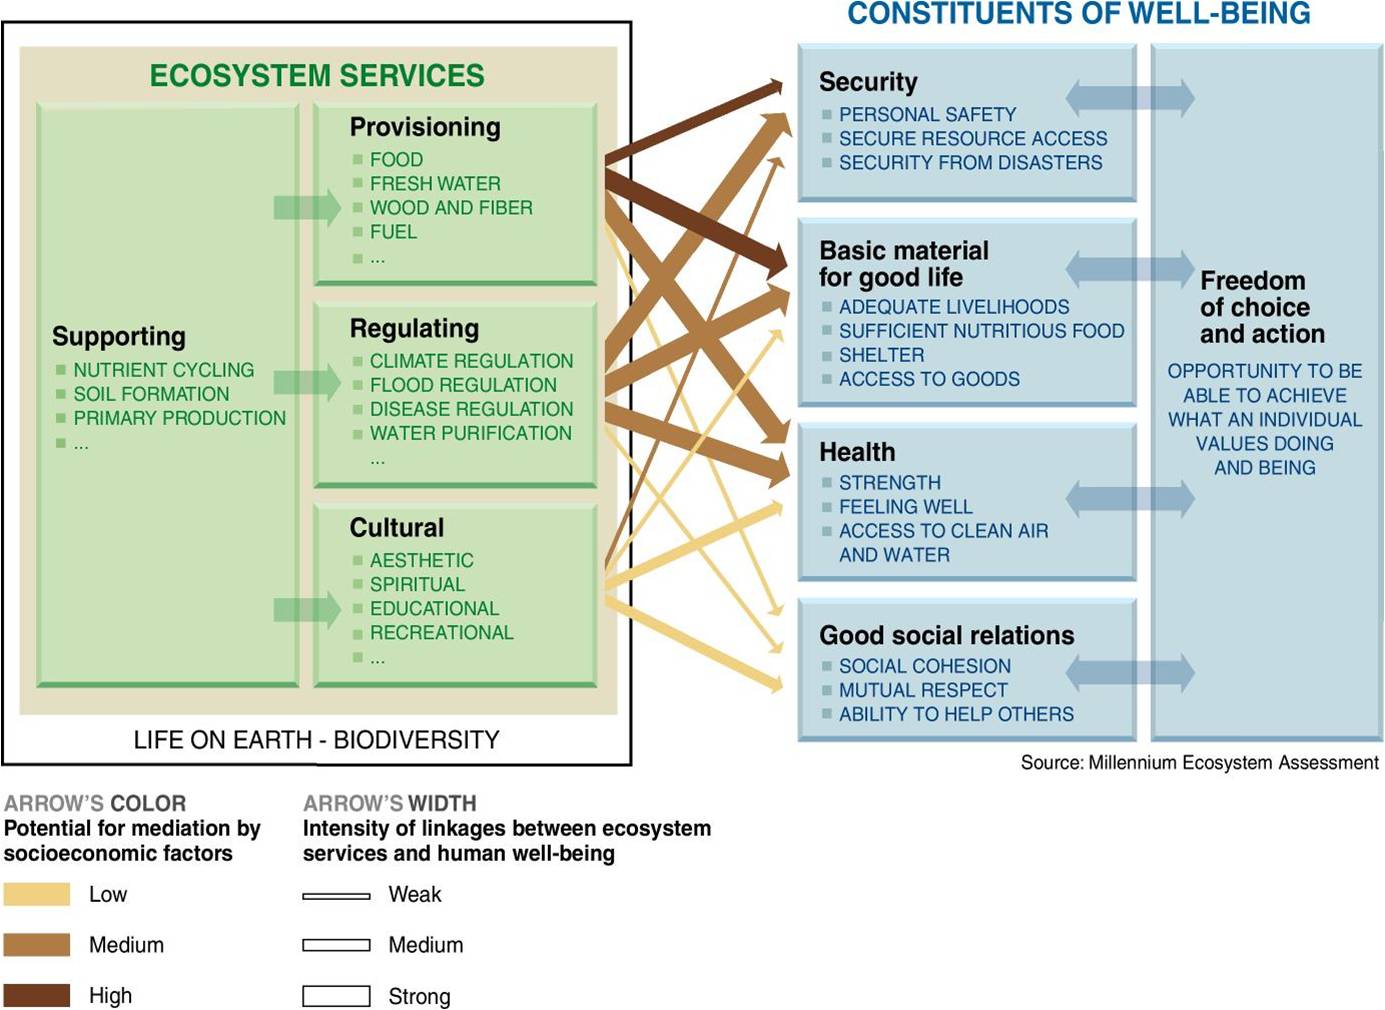 CONSTITUENTS OF WELL-BEING
ECOSYSTEM SERVICES
Supporting
NUTRIENT CYCLING
SOIL FORMATION
PRIMARY PRODUCTION
...
Provisioning
FOOD
FRESH WATER
WOOD AND FIBER
FUEL
...
Regulating
CLIMATE REGULATION
FLOOD REGULATION
DISEASE REGULATION
WATER PURIFICATION
...
Cultural
AESTHETIC
SPIRITUAL
EDUCATIONAL
RECREATIONAL
...
LIFE ON EARTH - BIODIVERSITY
Security
PERSONAL SAFETY
SECURE RESOURCE ACCESS
SECURITY FROM DISASTERS
Basic material
for good life
ADEQUATE LIVELIHOODS
SUFFICIENT NUTRITIOUS FOOD
SHELTER
ACCESS TO GOODS
Health
STRENGTH
FEELING WELL
ACCESS TO CLEAN AIR
AND WATER
Good social relations
SOCIAL COHESION
MUTUAL RESPECT
ABILITY TO HELP OTHERS
Freedom
of choice
and action
OPPORTUNITY TO BE
ABLE TO ACHIEVE
WHAT AN INDIVIDUAL
VALUES DOING
AND BEING
Source: Millennium Ecosystem Assessment
ARROW'S COLOR
Potential for mediation by
socioeconomic factors
Low
Medium
High
ARROW'S WIDTH
Intensity of linkages between ecosystem
services and human well-being
Weak
Medium
Strong